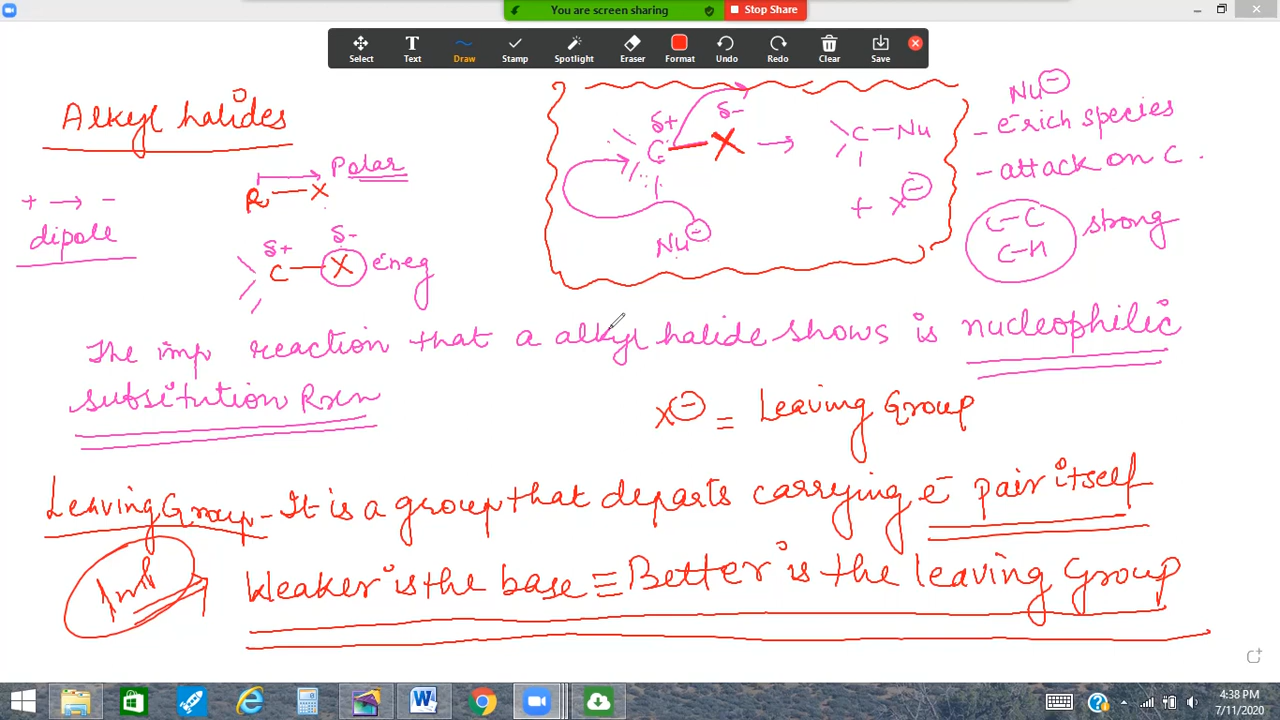 You are screen sharing
Stop Share
Select Text Draw Stamp Spotlight Eraser Format Undo Redo Clear Save
Alkyl halides
Polar
R — X
+ → −
dipole
δ+ δ−
C — X e⁻neg
δ+ δ−
C — X → C — Nu
+ X⊖
Nu⊖
Nu⊖
- e⁻ rich species
- attack on C.
C-C
C-H
strong
The imp reaction that a alkyl halide shows is nucleophilic
substitution Rxn
X⊖ = Leaving Group
Leaving Group - It is a group that departs carrying e⁻ pair itself
Imp
Weaker is the base = Better is the leaving Group
4:38 PM
7/11/2020